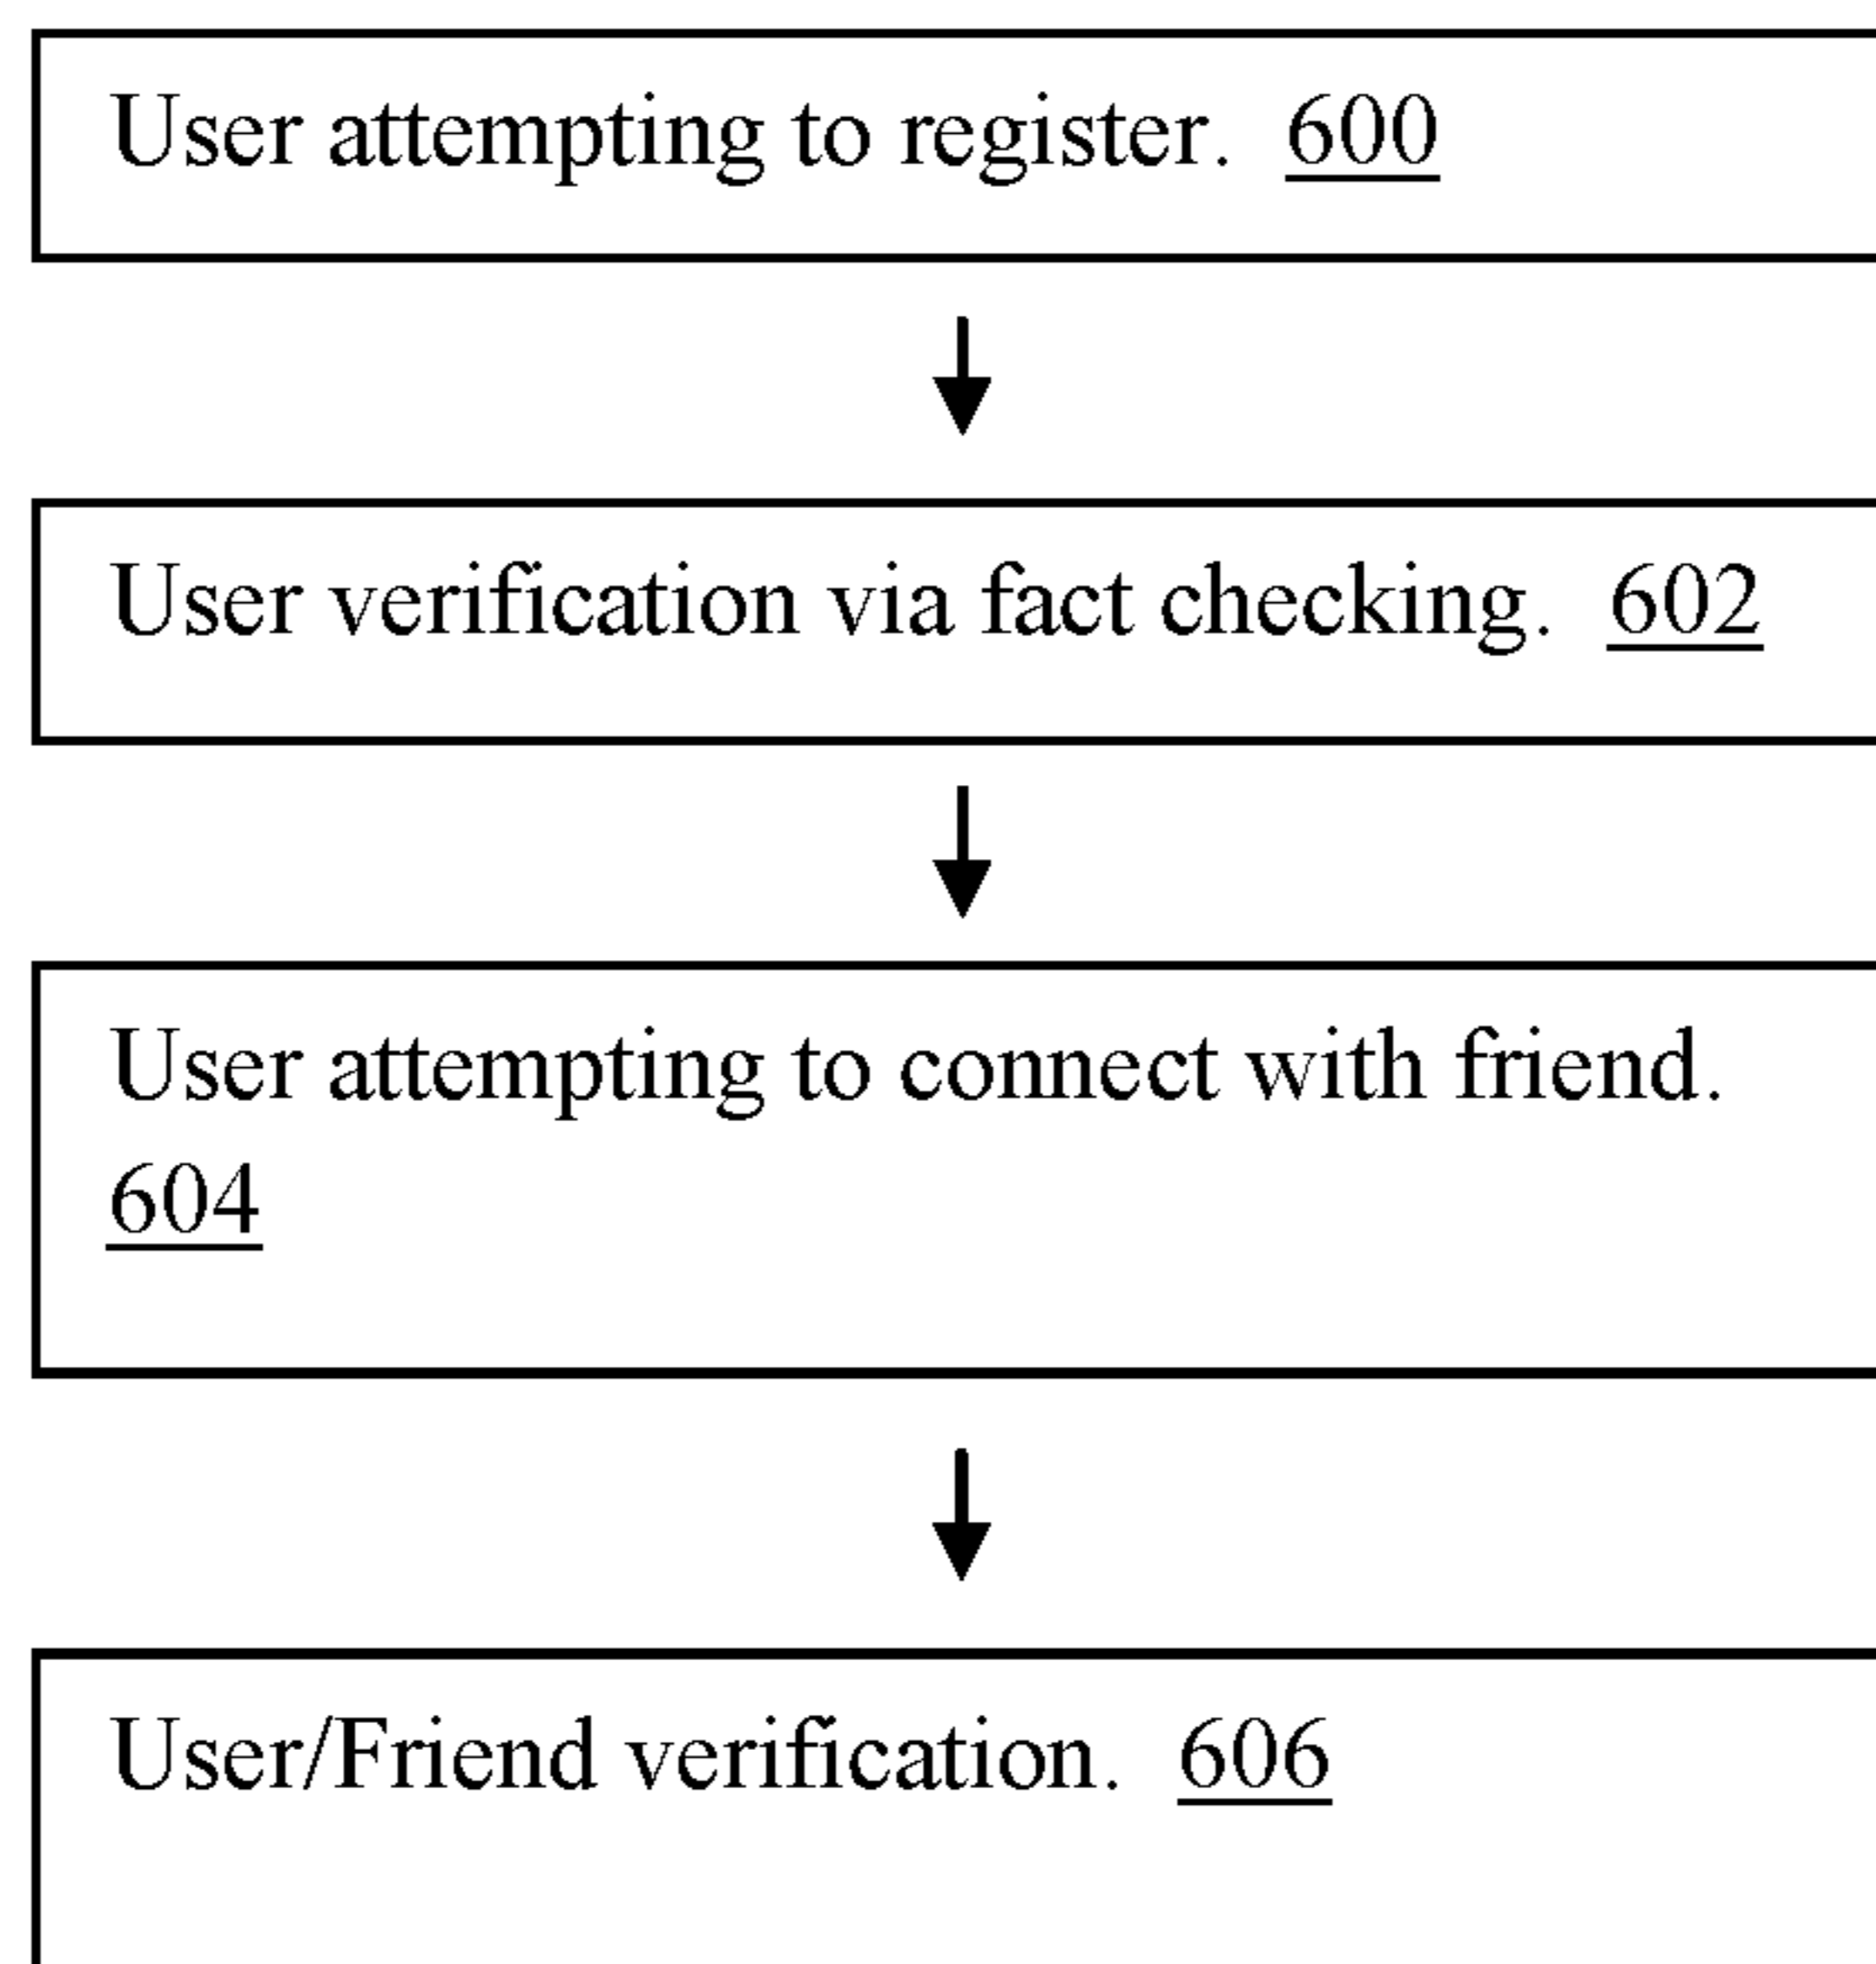 User attempting to register. 600
User verification via fact checking. 602
User attempting to connect with friend.
604
User/Friend verification. 606